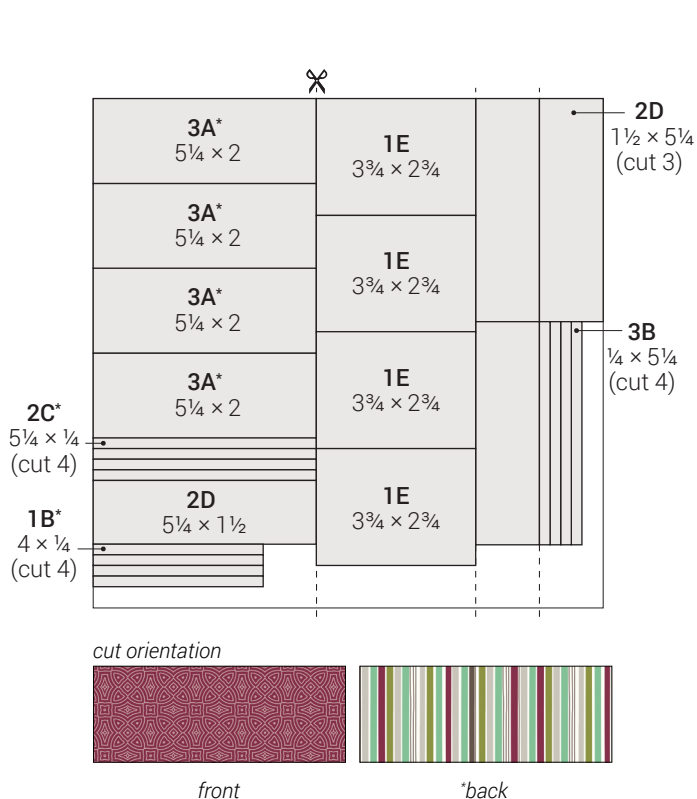 3A*
5¼ × 2
3A*
5¼ × 2
3A*
5¼ × 2
3A*
5¼ × 2
2C*
5¼ × ¼
(cut 4)
2D
5¼ × 1½
1B*
4 × ¼
(cut 4)
1E
3¾ × 2¾
1E
3¾ × 2¾
1E
3¾ × 2¾
1E
3¾ × 2¾
2D
1½ × 5¼
(cut 3)
3B
¼ × 5¼
(cut 4)
cut orientation
front
*back